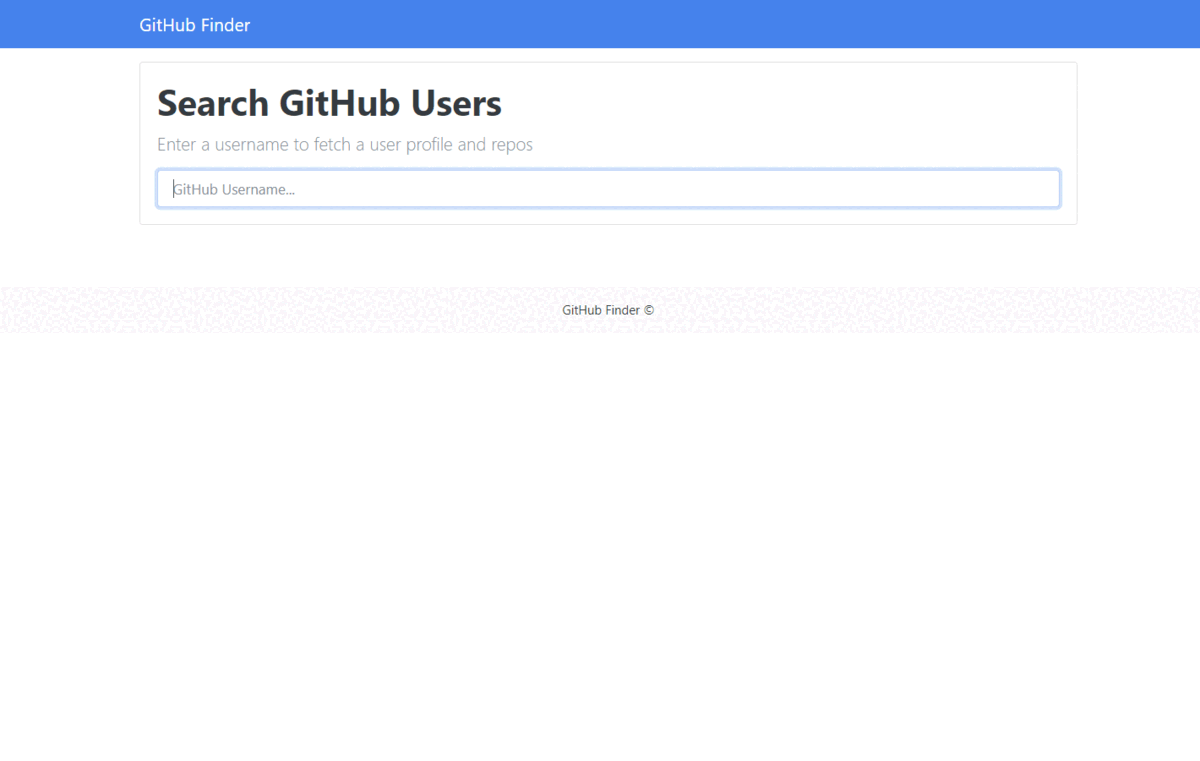 GitHub Finder
Search GitHub Users
Enter a username to fetch a user profile and repos
GitHub Username...
GitHub Finder ©